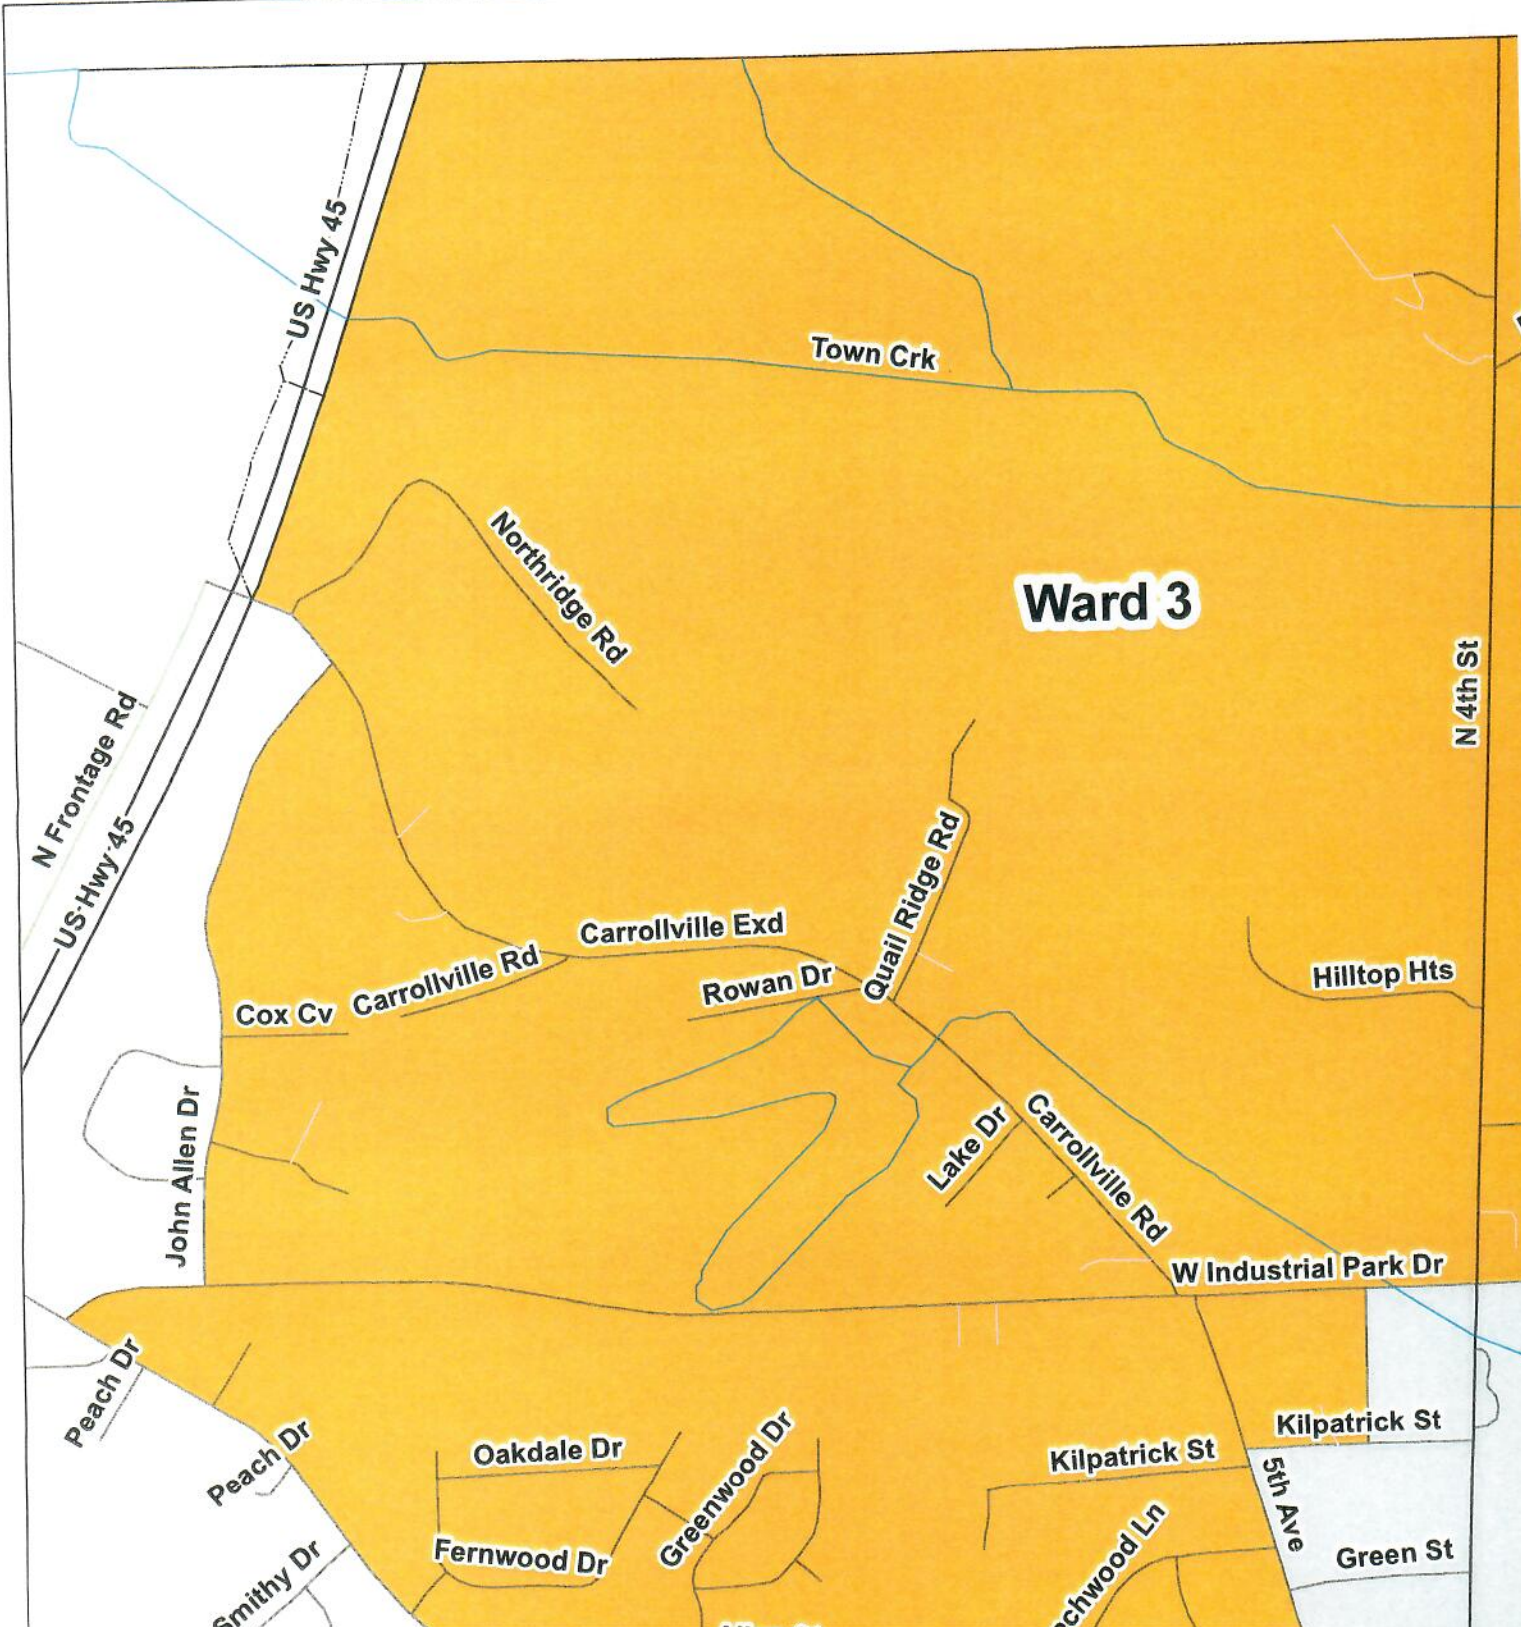 US Hwy 45
Town Crk
Northridge Rd
Ward 3
N 4th St
N Frontage Rd
US Hwy 45
Quail Ridge Rd
Carrollville Exd
Carrollville Rd
Rowan Dr
Hilltop Hts
Cox Cv
John Allen Dr
Lake Dr
Carrollville Rd
W Industrial Park Dr
Peach Dr
Peach Dr
Oakdale Dr
Greenwood Dr
Kilpatrick St
Kilpatrick St
5th Ave
Fernwood Dr
Green St
Smithy Dr
chwood Ln